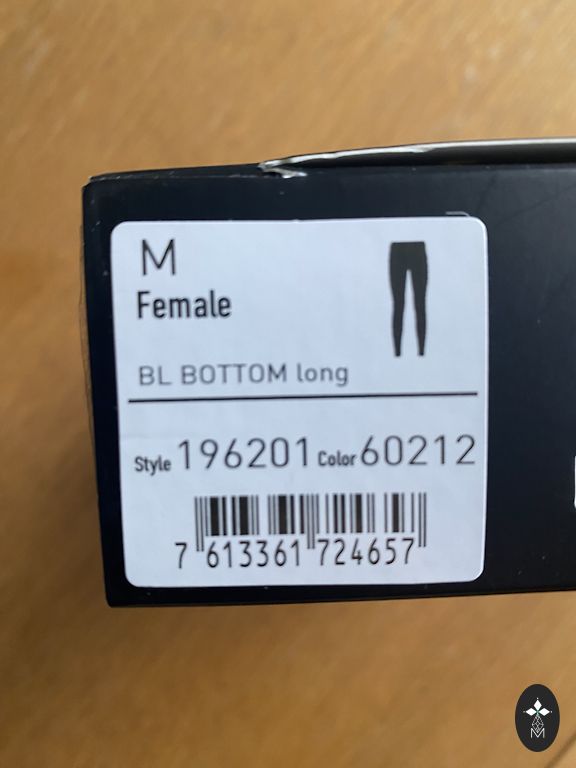 M
Female
BL BOTTOM long
Style 196201 Color 60212
7 613361 724657
M